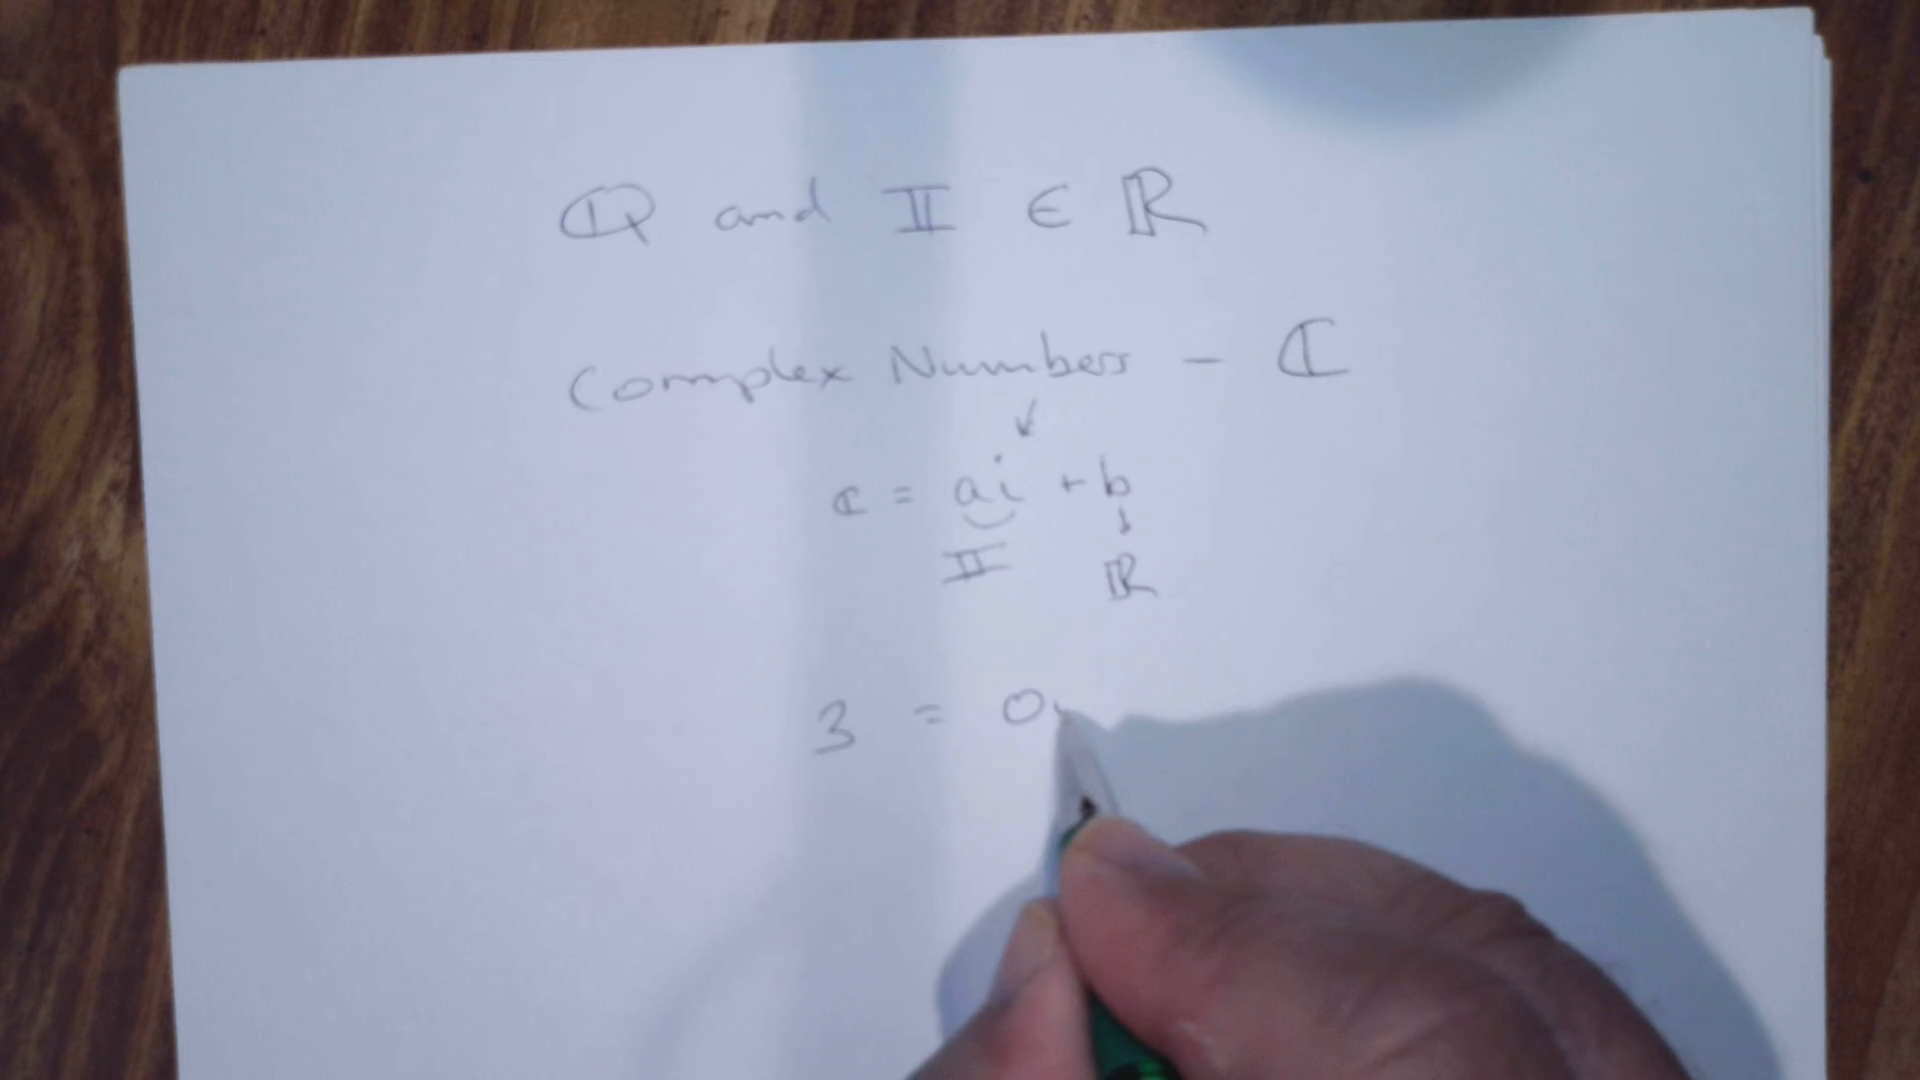 ℚ and 𝕀 ∈ ℝ
Complex Numbers - ℂ
↙
c = ai + b
↓
𝕀 ℝ
3 = 0